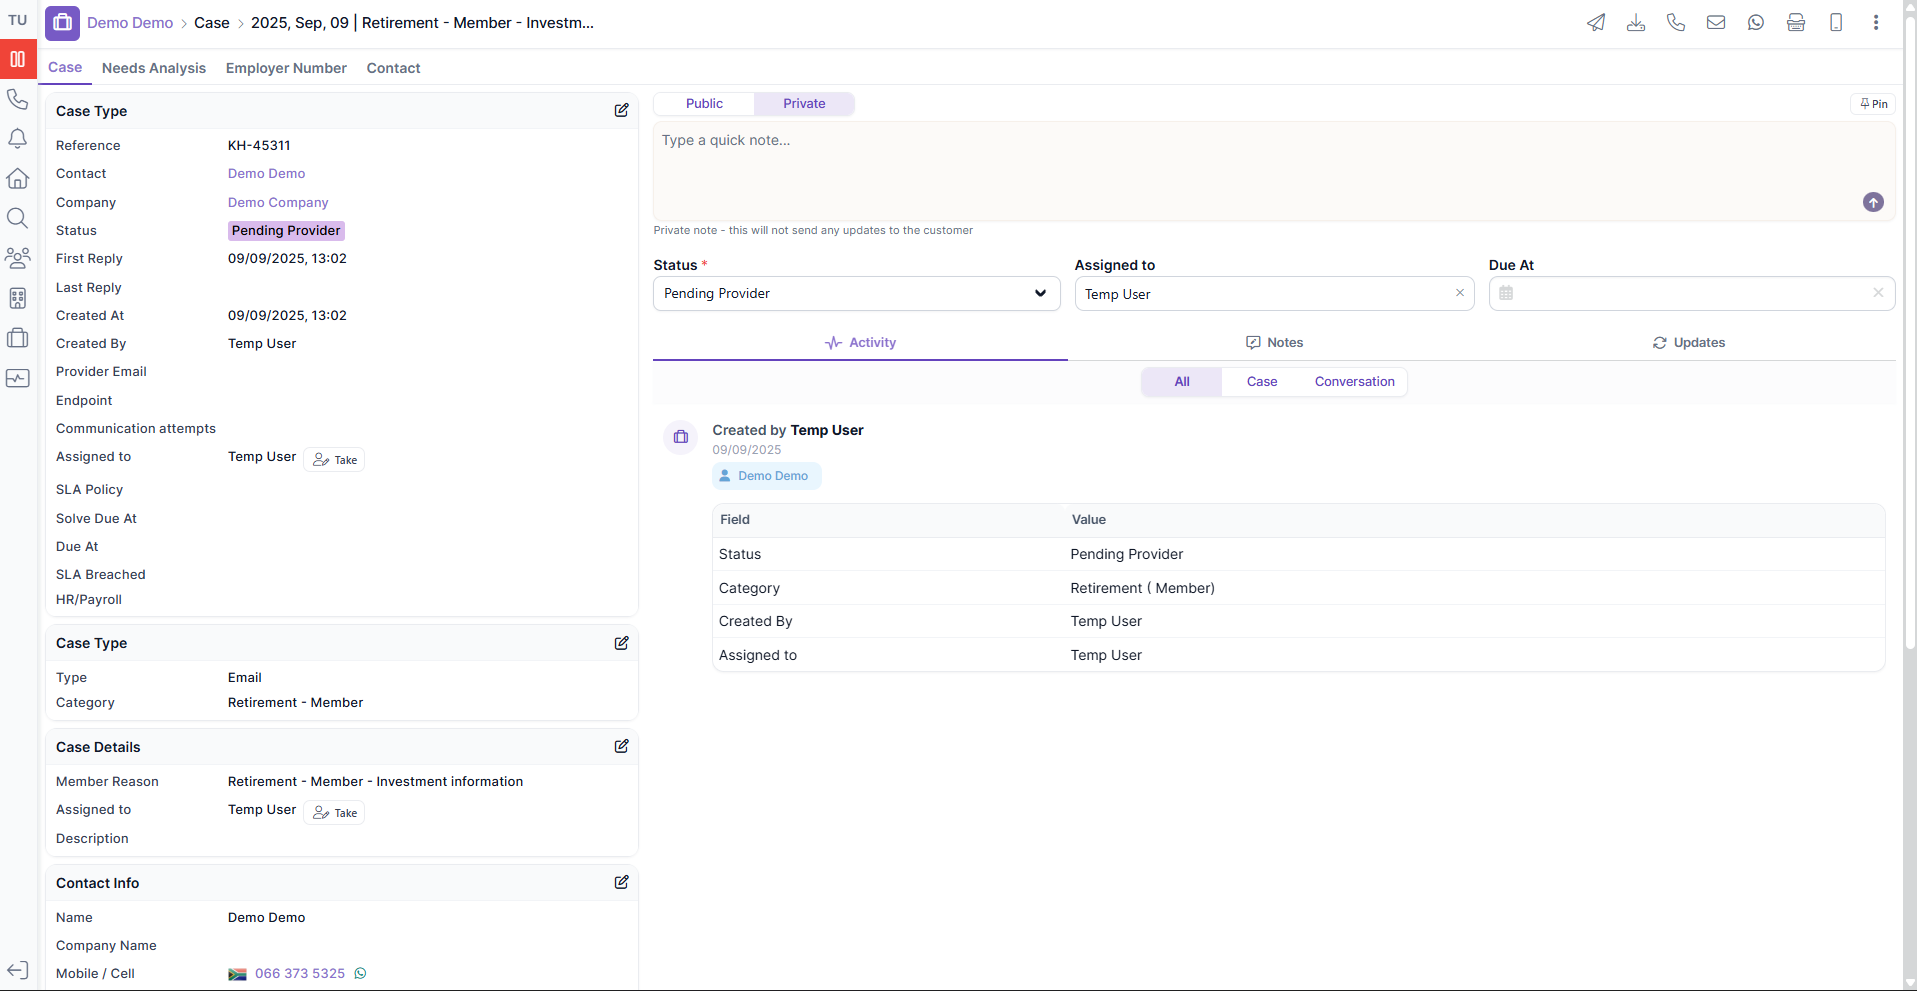 TU
Demo Demo > Case > 2025, Sep, 09 | Retirement - Member - Investm...
Case Needs Analysis Employer Number Contact
Case Type
Reference KH-45311
Contact Demo Demo
Company Demo Company
Status Pending Provider
First Reply 09/09/2025, 13:02
Last Reply
Created At 09/09/2025, 13:02
Created By Temp User
Provider Email
Endpoint
Communication attempts
Assigned to Temp User Take
SLA Policy
Solve Due At
Due At
SLA Breached
HR/Payroll
Case Type
Type Email
Category Retirement - Member
Case Details
Member Reason Retirement - Member - Investment information
Assigned to Temp User Take
Description
Contact Info
Name Demo Demo
Company Name
Mobile / Cell 066 373 5325
Public Private Pin
Type a quick note...
Private note - this will not send any updates to the customer
Status * Assigned to Due At
Pending Provider Temp User
Activity Notes Updates
All Case Conversation
Created by Temp User
09/09/2025
Demo Demo
Field Value
Status Pending Provider
Category Retirement ( Member)
Created By Temp User
Assigned to Temp User